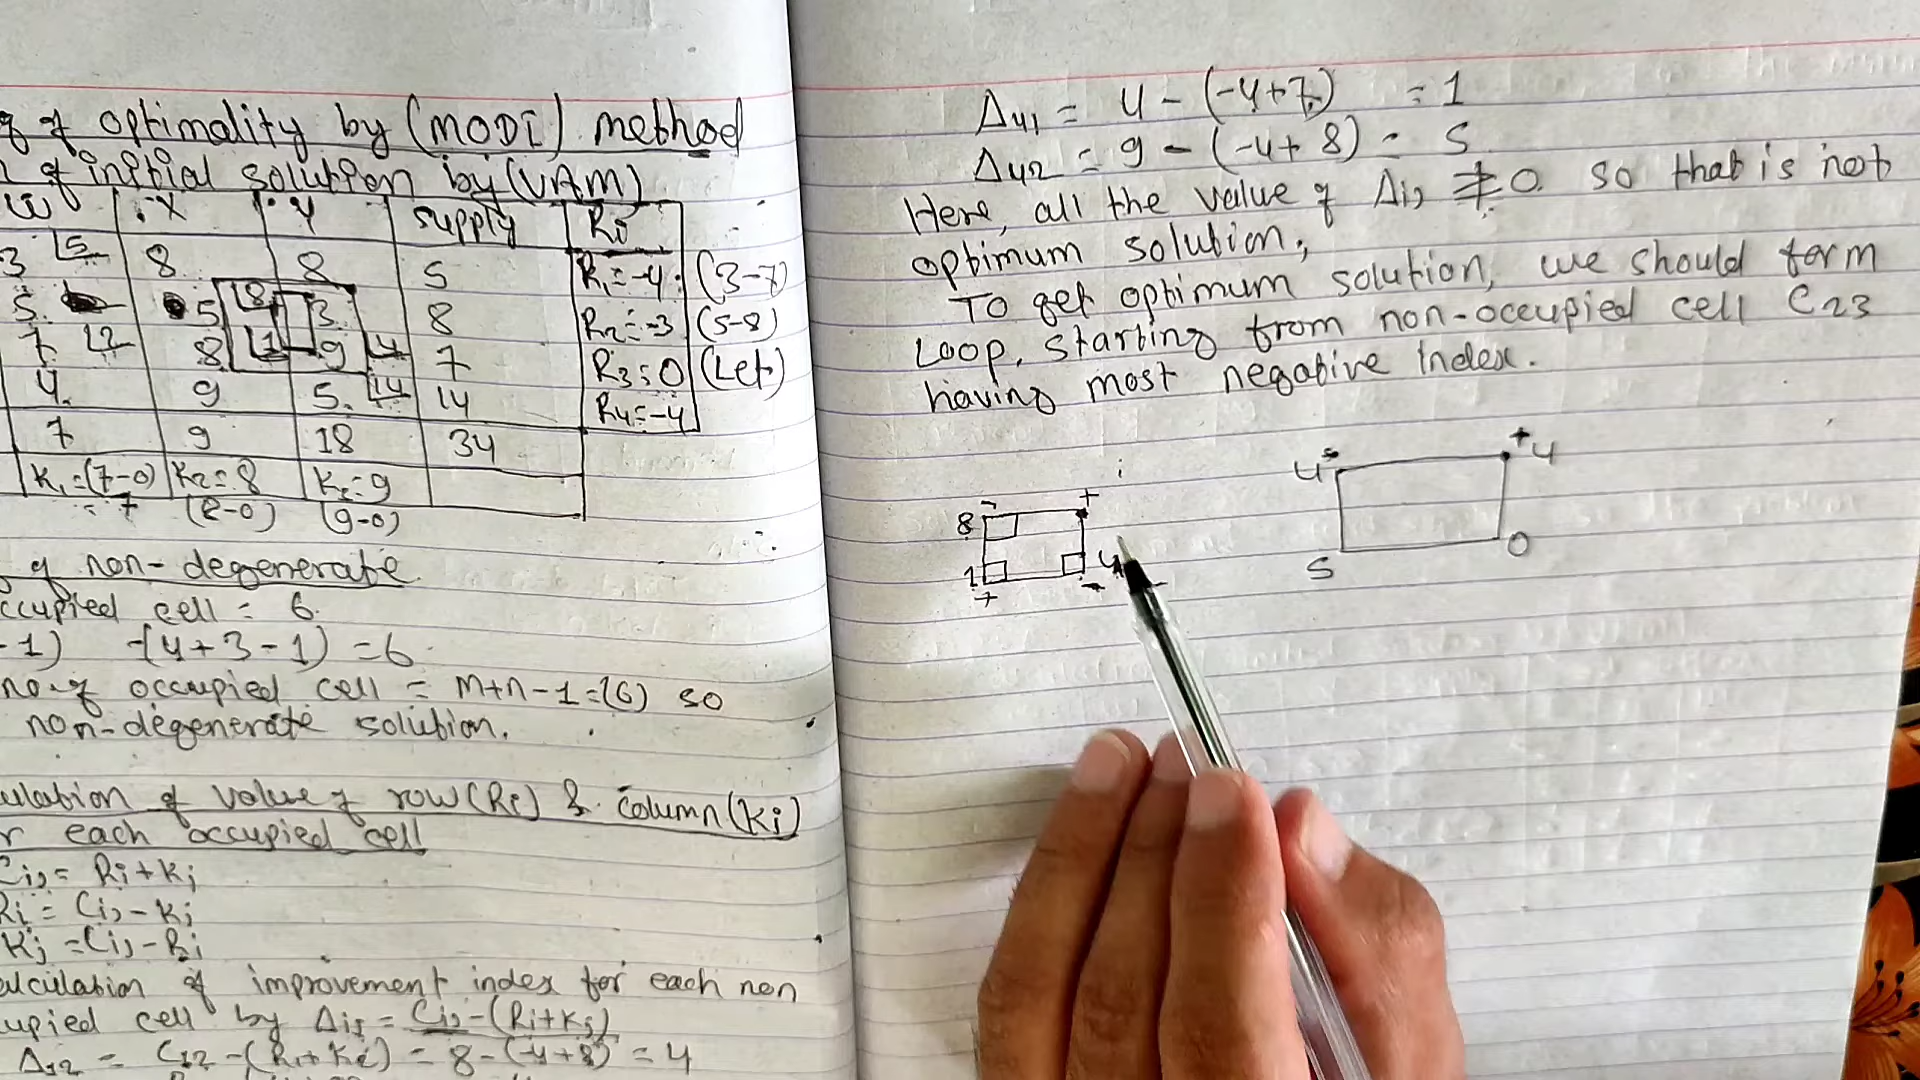 g of optimality by (MODI) method
n of initial solution by (VAM)
W X Y supply Ri
3 5 8 8 5 R1=-4 (3-7)
5 5 8 3 8 R2=-3 (5-8)
7 2 8 1 9 4 7 R3=0 (Let)
4 9 5 14 14 R4=-4
7 9 18 34
K1=(7-0) K2=8 K3=9
=7 (8-0) (9-0)
g of non-degenerate
ccupied cell = 6.
-1) (4+3-1) =6
no.of occupied cell = m+n-1=(6) so
non-degenerate solution.
ulation of value of row(Ri) & column(Kj)
r each occupied cell
Cij= Ri+Kj
Ri = Cij-Kj
Kj =Cij-Ri
alculation of improvement index for each non
upied cell by Δij= Cij-(Ri+Kj)
Δ12 = C12-(R1+K2) = 8-(-4+8) =4
Δ41 = 4-(-4+7) =1
Δ42 = 9-(-4+8) = 5
Here, all the value of Δij ≱0 so that is not
optimum solution,
To get optimum solution, we should form
Loop, starting from non-occupied cell C23
having most negative index.
8 - +
1 + 4 -
4 + 4
5 0